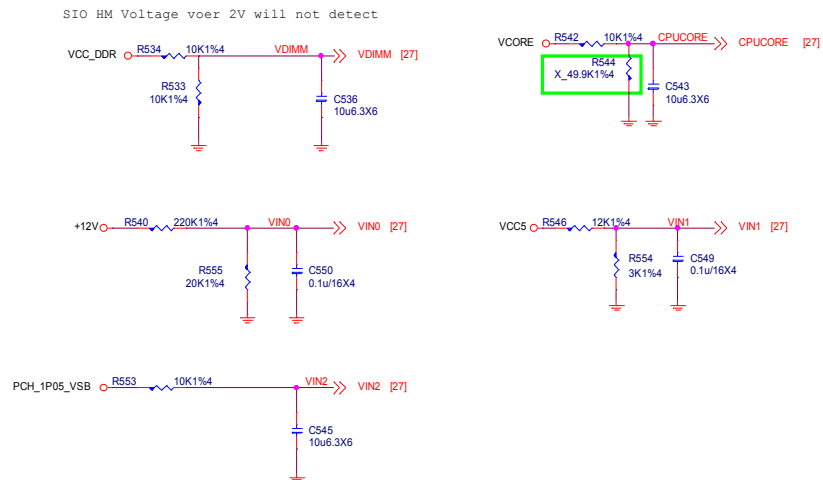 SIO HM Voltage voer 2V will not detect
VCC_DDR R534 10K1%4 VDIMM VDIMM [27]
R533
10K1%4
C536
10u6.3X6
VCORE R542 10K1%4 CPUCORE CPUCORE [27]
R544
X_49.9K1%4
C543
10u6.3X6
+12V R540 220K1%4 VIN0 VIN0 [27]
R555
20K1%4
C550
0.1u/16X4
VCC5 R546 12K1%4 VIN1 VIN1 [27]
R554
3K1%4
C549
0.1u/16X4
PCH_1P05_VSB R553 10K1%4 VIN2 VIN2 [27]
C545
10u6.3X6